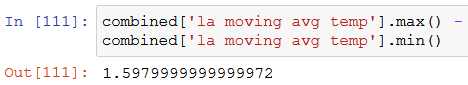 In [111]: combined['la moving avg temp'].max() -
combined['la moving avg temp'].min()
Out[111]: 1.5979999999999972